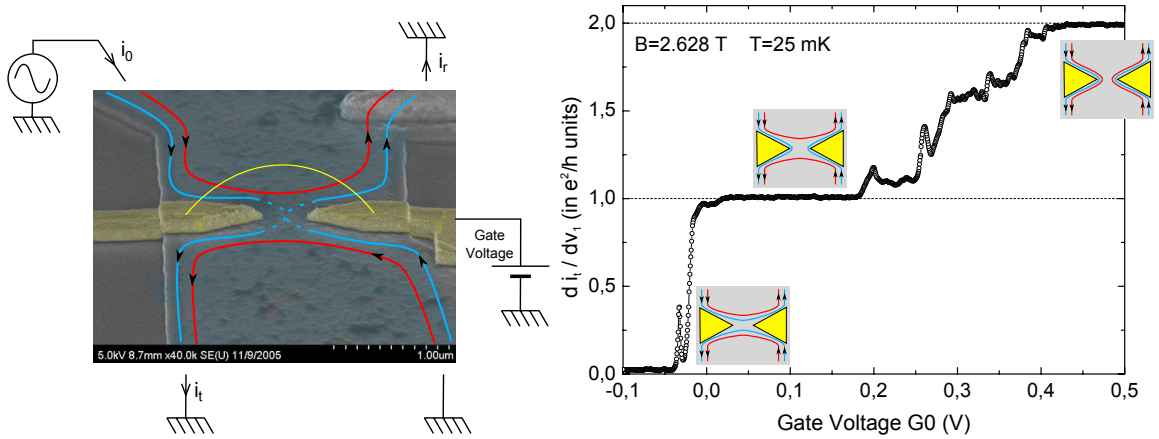 i0
it
ir
Gate
Voltage
5.0kV 8.7mm x40.0k SE(U) 11/9/2005
1.00um
it
B=2.628 T T=25 mK
2,0
1,5
1,0
0,5
0,0
-0,1
0,0
0,1
0,2
0,3
0,4
0,5
d it / dv1 (in e²/h units)
Gate Voltage G0 (V)